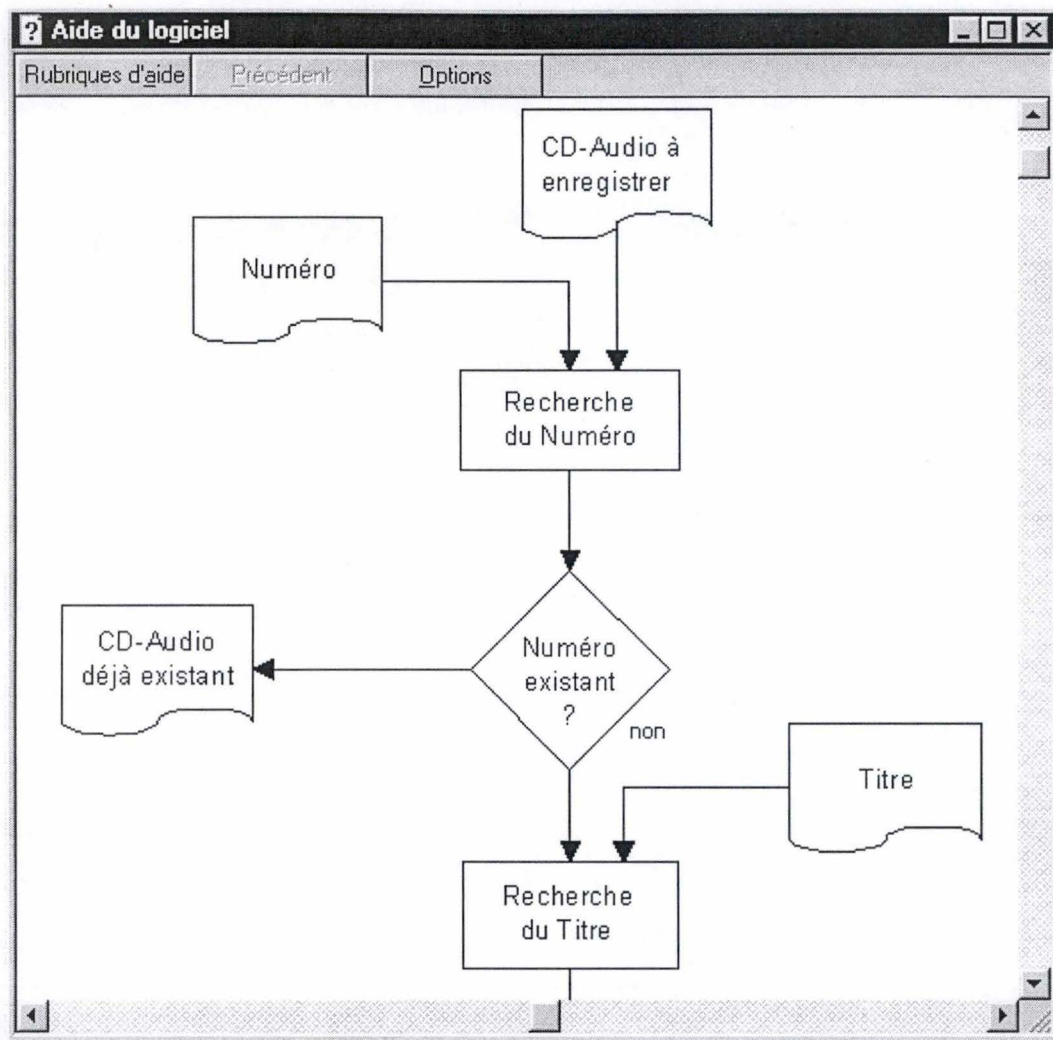 ? Aide du logiciel
Rubriques d'aide Précédent Options
CD-Audio à
enregistrer
Numéro
Recherche
du Numéro
Numéro
existant
?
CD-Audio
déjà existant
non
Titre
Recherche
du Titre